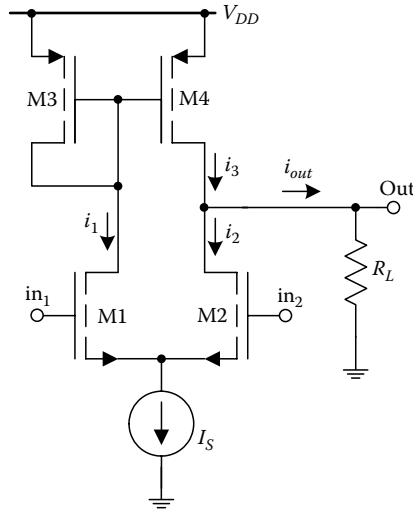 V_DD
M3
M4
i_3
i_out
Out
i_1
i_2
in_1
M1
M2
in_2
R_L
I_S